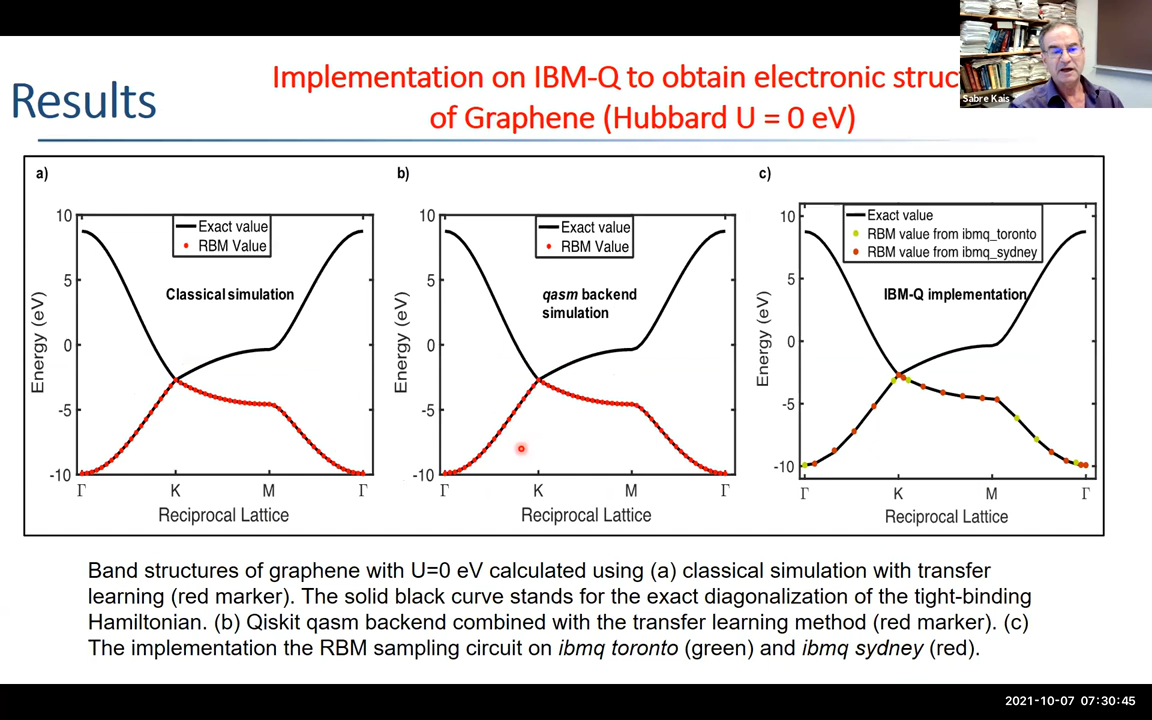 Results
Implementation on IBM-Q to obtain electronic struc
of Graphene (Hubbard U = 0 eV)
Sabre Kais
a)
10
5
0
-5
-10
Energy (eV)
Exact value
RBM Value
Classical simulation
Γ K M Γ
Reciprocal Lattice
b)
10
5
0
-5
-10
Energy (eV)
Exact value
RBM Value
qasm backend
simulation
Γ K M Γ
Reciprocal Lattice
c)
10
5
0
-5
-10
Energy (eV)
Exact value
RBM value from ibmq_toronto
RBM value from ibmq_sydney
IBM-Q implementation
Γ K M Γ
Reciprocal Lattice
Band structures of graphene with U=0 eV calculated using (a) classical simulation with transfer
learning (red marker). The solid black curve stands for the exact diagonalization of the tight-binding
Hamiltonian. (b) Qiskit qasm backend combined with the transfer learning method (red marker). (c)
The implementation the RBM sampling circuit on ibmq toronto (green) and ibmq sydney (red).
2021-10-07 07:30:45